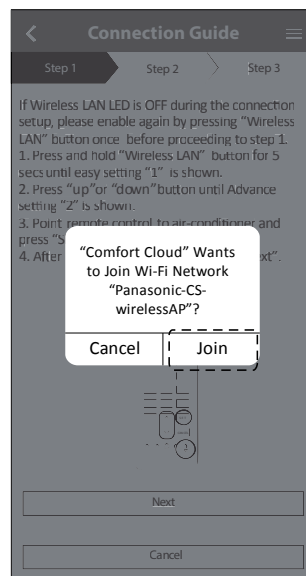 Connection Guide
Step 1
Step 2
Step 3
If Wireless LAN LED is OFF during the connection
setup, please enable again by pressing "Wireless
LAN" button once before proceeding to step 1.
1. Press and hold "Wireless LAN" button for 5
secs until easy setting "1" is shown.
2. Press "up"or "down"button until Advance
setting "2" is shown.
3. Point remote control to air-conditioner and
press "S
4. After
ext".
“Comfort Cloud” Wants
to Join Wi-Fi Network
“Panasonic-CS-
wirelessAP”?
Cancel
Join
2
Next
Cancel